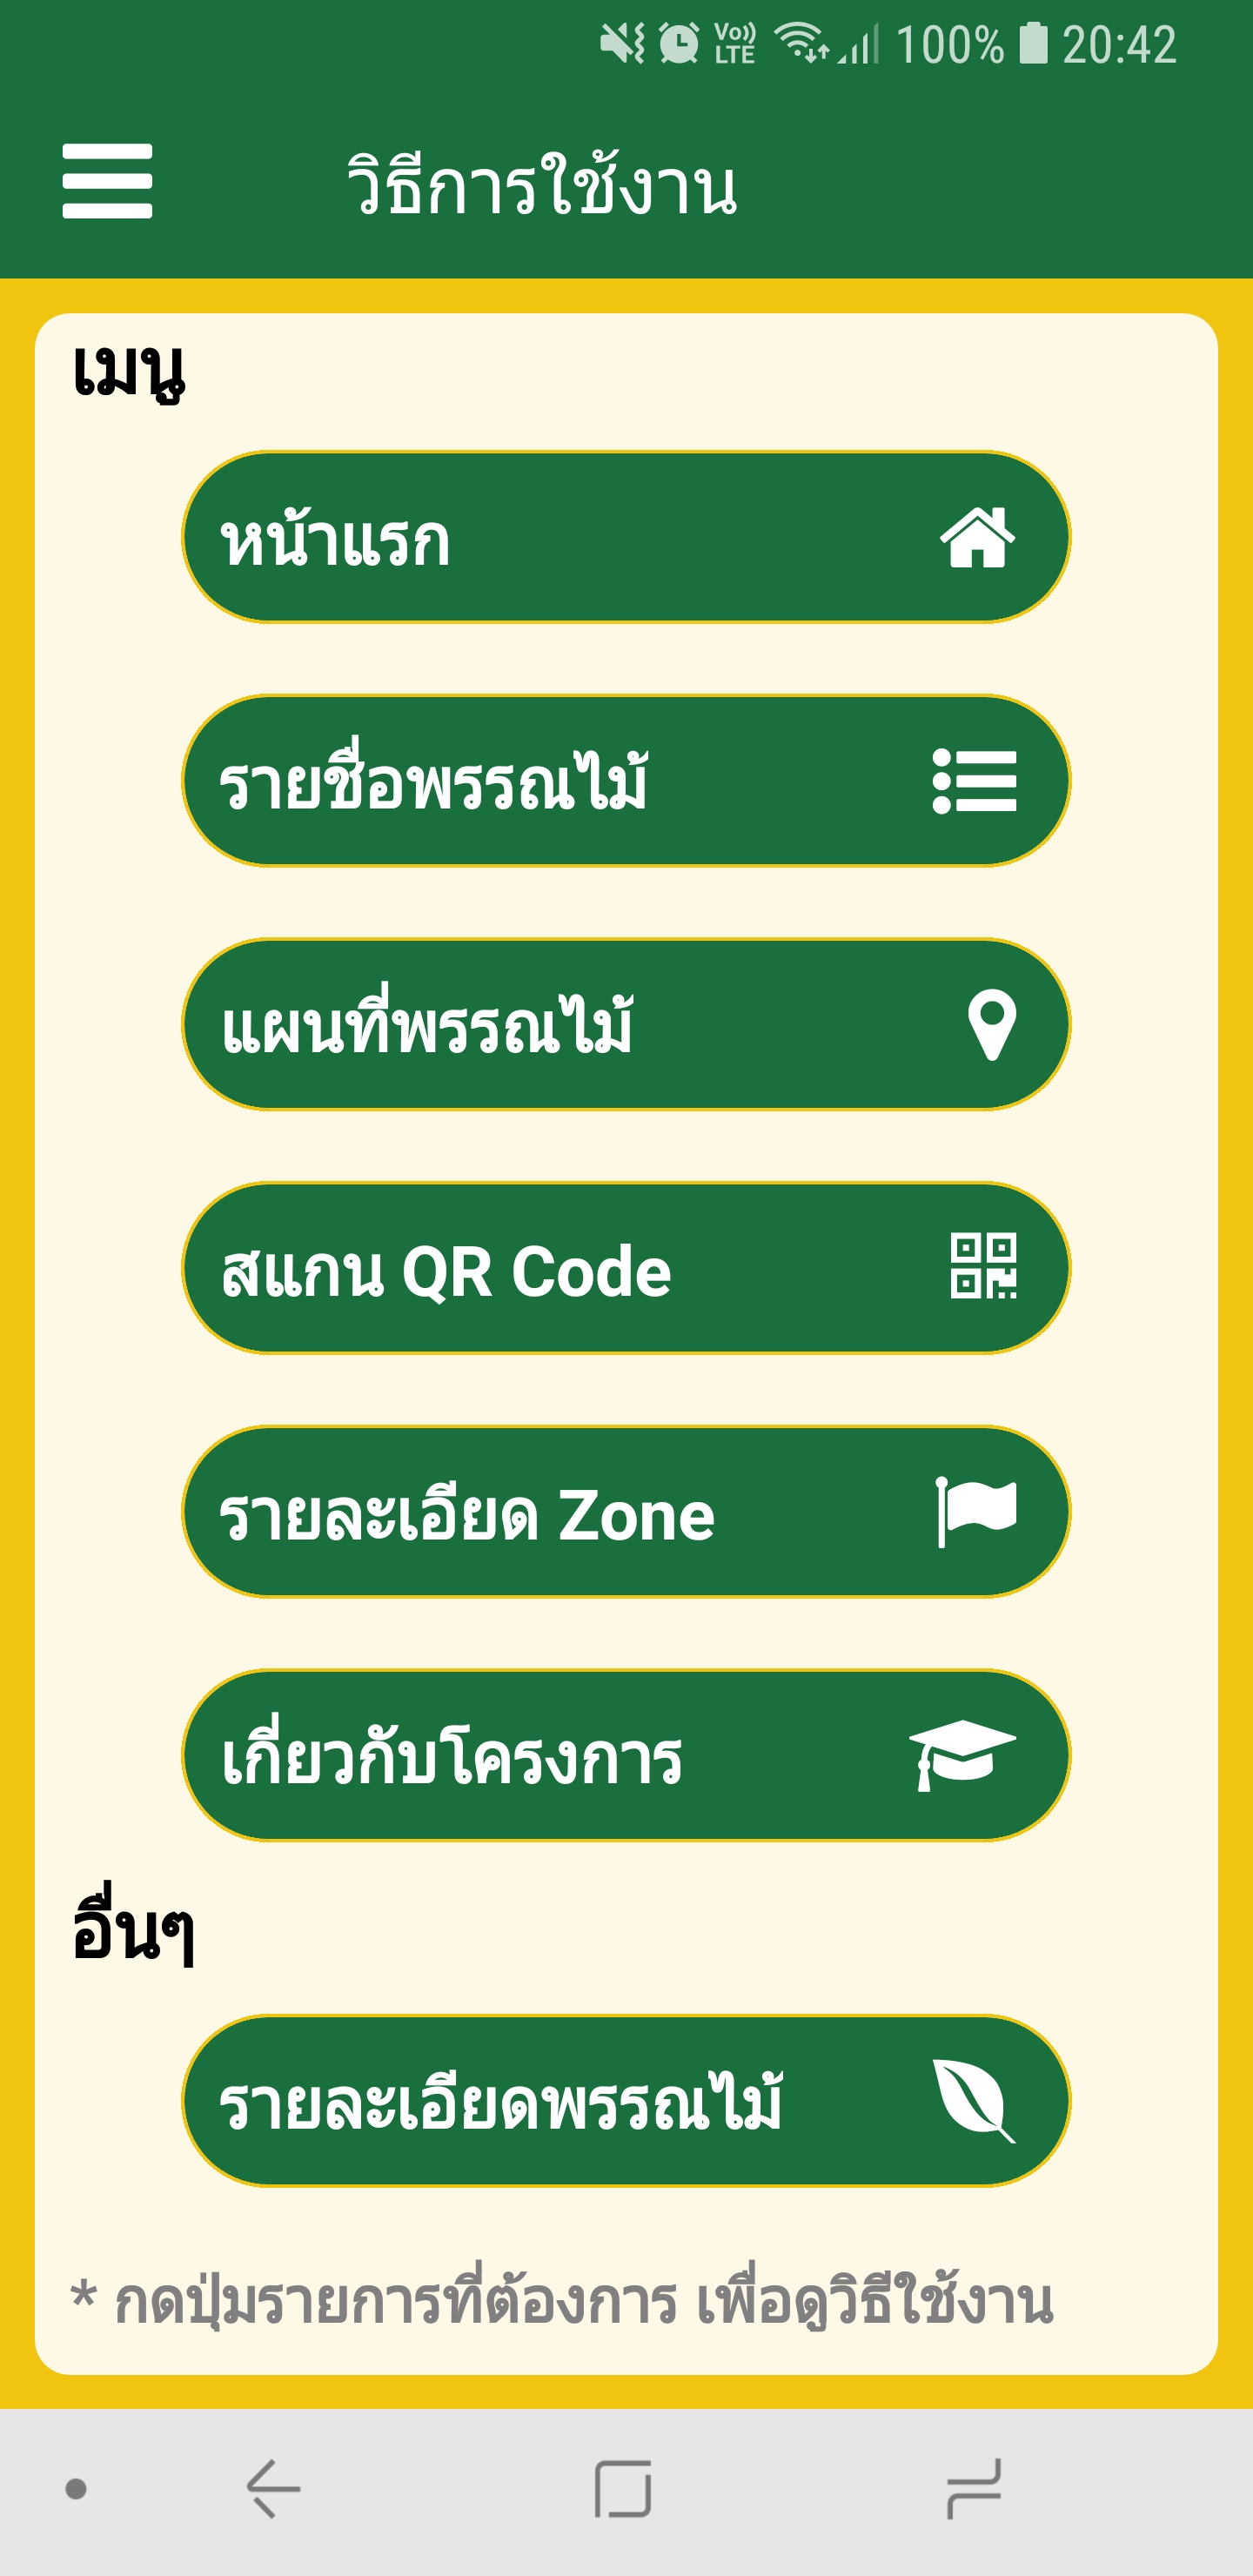 Vo)) LTE 100% 20:42
วิธีการใช้งาน
เมนู
หน้าแรก
รายชื่อพรรณไม้
แผนที่พรรณไม้
สแกน QR Code
รายละเอียด Zone
เกี่ยวกับโครงการ
อื่นๆ
รายละเอียดพรรณไม้
* กดปุ่มรายการที่ต้องการ เพื่อดูวิธีใช้งาน